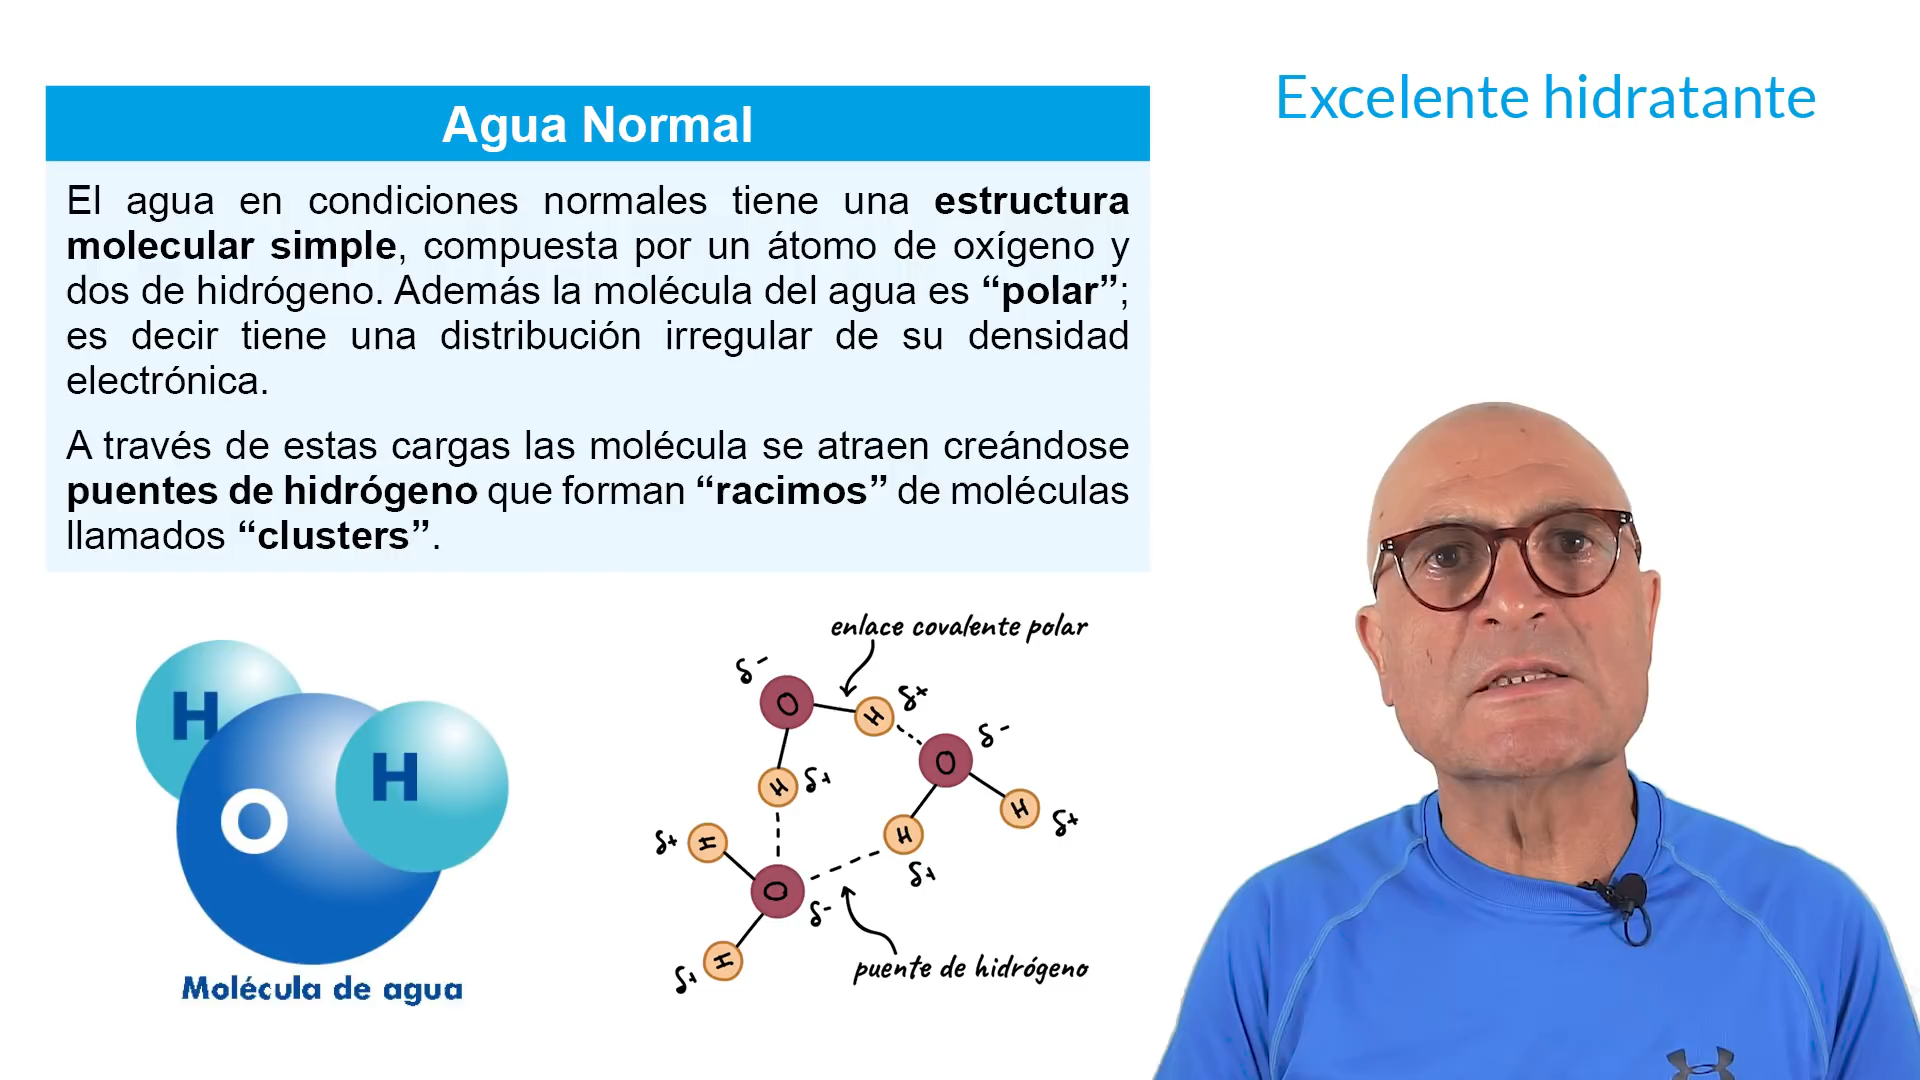 Excelente hidratante
Agua Normal
El agua en condiciones normales tiene una estructura
molecular simple, compuesta por un átomo de oxígeno y
dos de hidrógeno. Además la molécula del agua es “polar”;
es decir tiene una distribución irregular de su densidad
electrónica.
A través de estas cargas las molécula se atraen creándose
puentes de hidrógeno que forman “racimos” de moléculas
llamados “clusters”.
H
H
O
Molécula de agua
enlace covalente polar
δ-
O
H
δ+
δ-
O
H
δ+
H
δ+
H
δ+
δ+
H
O
δ-
H
δ+
puente de hidrógeno